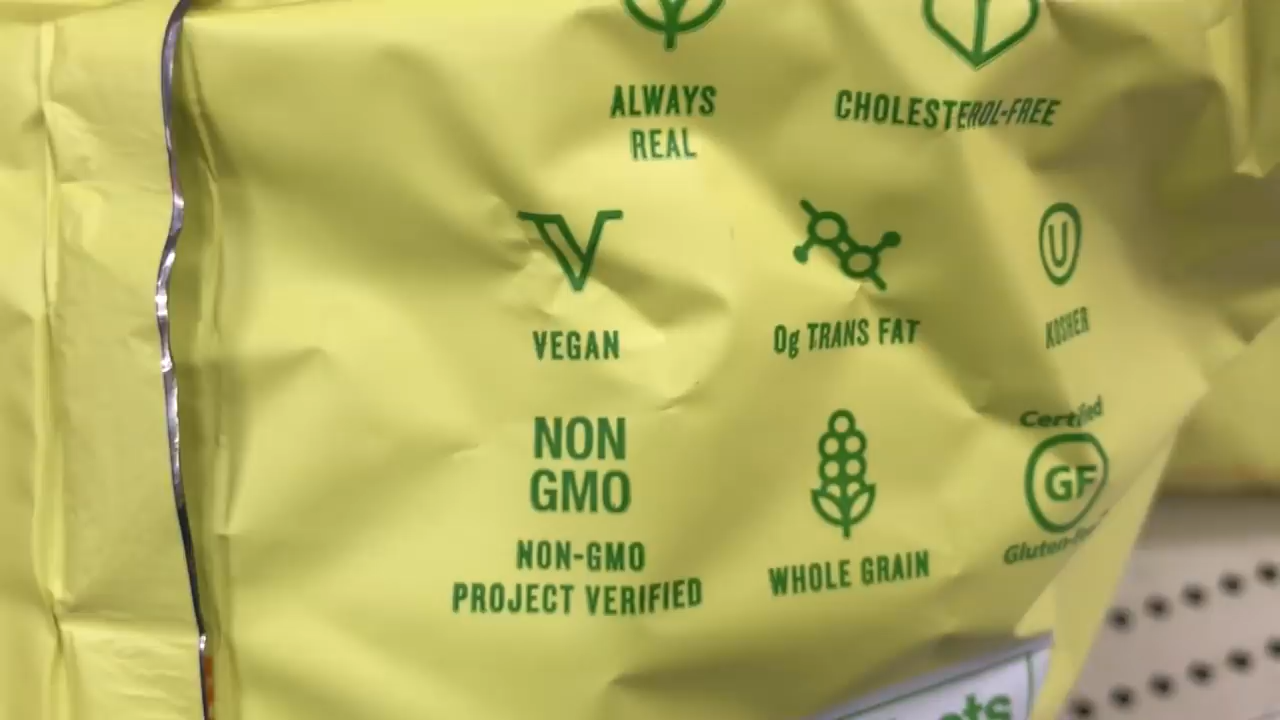 ALWAYS
REAL
CHOLESTEROL-FREE
V
VEGAN
0g TRANS FAT
U
KOSHER
NON
GMO
NON-GMO
PROJECT VERIFIED
WHOLE GRAIN
Certified
GF